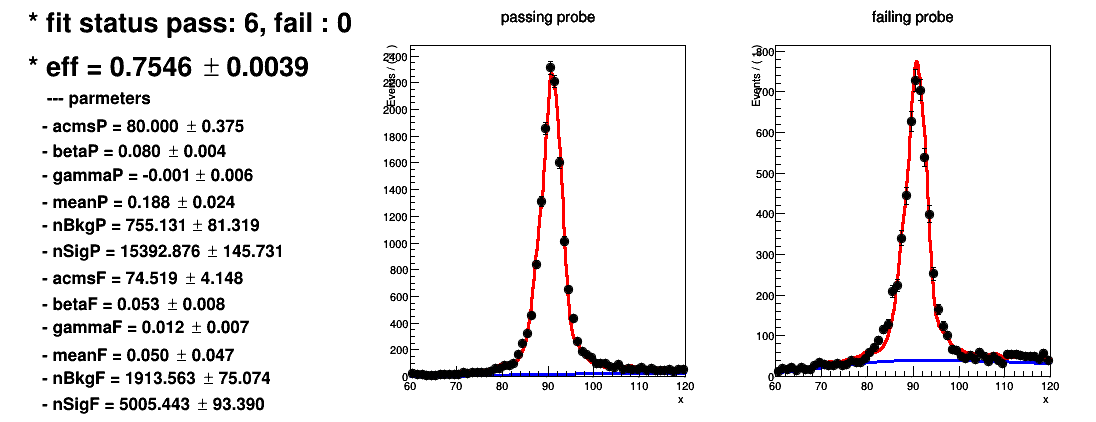 * fit status pass: 6, fail : 0
* eff = 0.7546 ± 0.0039
--- parmeters
- acmsP = 80.000 ± 0.375
- betaP = 0.080 ± 0.004
- gammaP = -0.001 ± 0.006
- meanP = 0.188 ± 0.024
- nBkgP = 755.131 ± 81.319
- nSigP = 15392.876 ± 145.731
- acmsF = 74.519 ± 4.148
- betaF = 0.053 ± 0.008
- gammaF = 0.012 ± 0.007
- meanF = 0.050 ± 0.047
- nBkgF = 1913.563 ± 75.074
- nSigF = 5005.443 ± 93.390
passing probe
Events / ( 1 )
2400
2200
2000
1800
1600
1400
1200
1000
800
600
400
200
0
60 70 80 90 100 110 120
x
failing probe
Events / ( 1 )
800
700
600
500
400
300
200
100
0
60 70 80 90 100 110 120
x